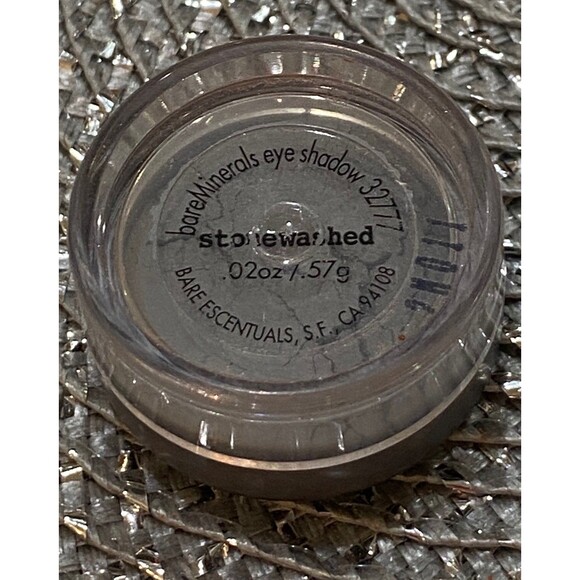 bareMinerals eye shadow 32777
stonewashed
.02oz /.57g
BARE ESCENTUALS, S.F., CA 94108